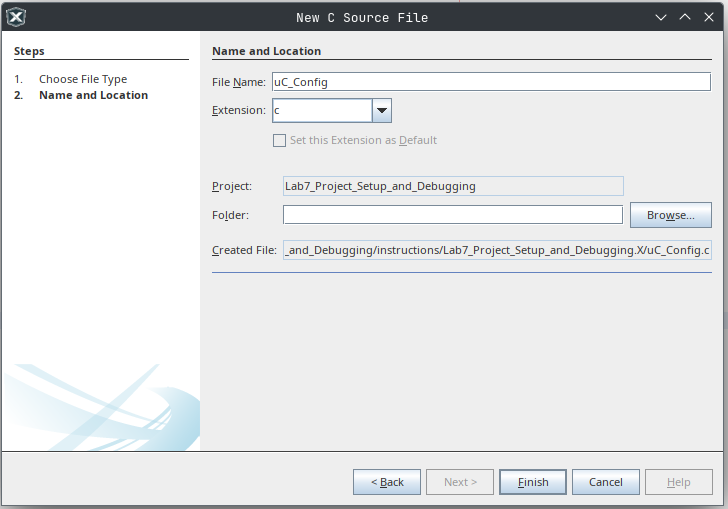 New C Source File
Steps
1. Choose File Type
2. Name and Location
Name and Location
File Name: uC_Config
Extension: c
Set this Extension as Default
Project: Lab7_Project_Setup_and_Debugging
Folder:
Browse...
Created File: _and_Debugging/instructions/Lab7_Project_Setup_and_Debugging.X/uC_Config.c
< Back
Next >
Finish
Cancel
Help